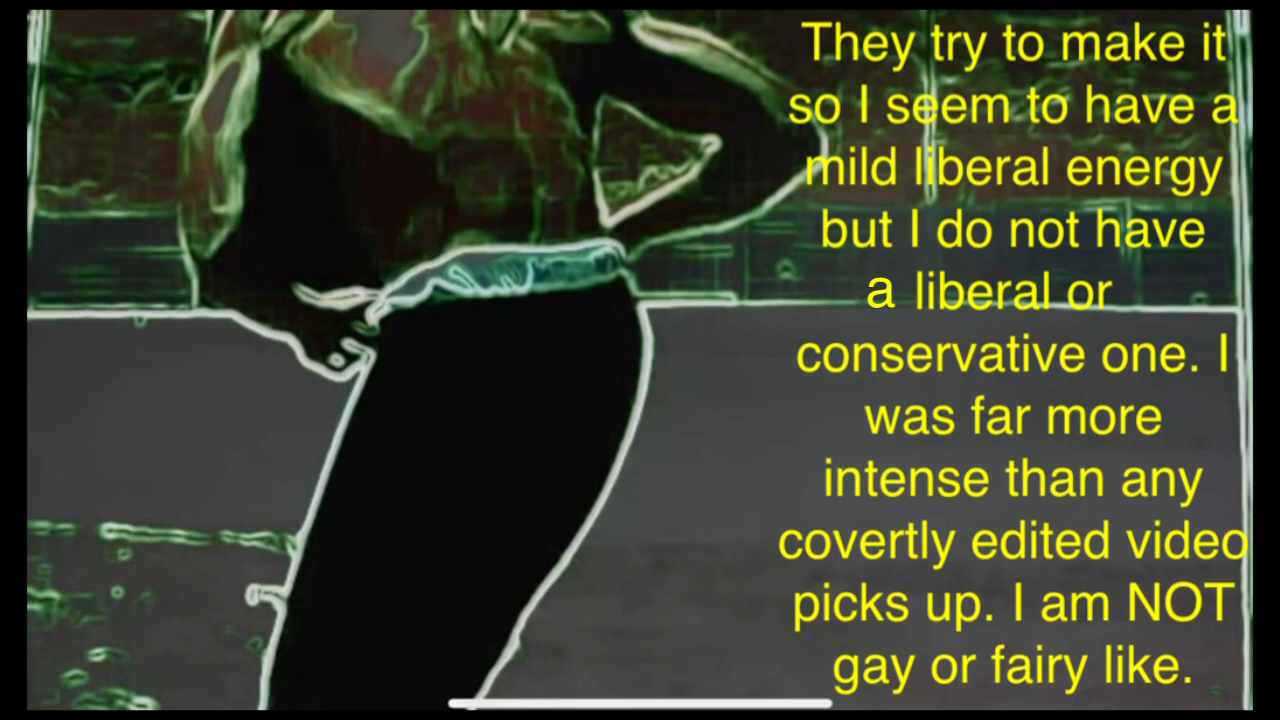 They try to make it
so I seem to have a
mild liberal energy
but I do not have
a liberal or
conservative one. I
was far more
intense than any
covertly edited video
picks up. I am NOT
gay or fairy like.